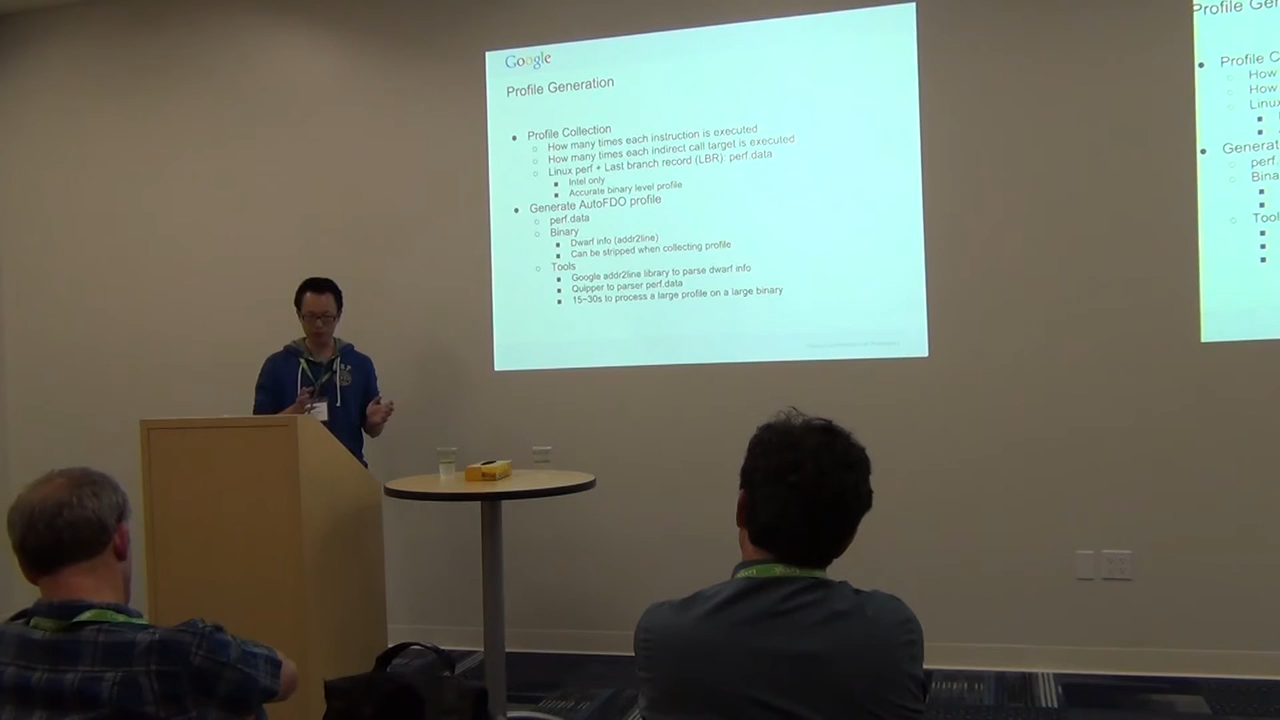 Google
Profile Generation
Profile Collection
How many times each instruction is executed
How many times each indirect call target is executed
Linux perf + Last branch record (LBR): perf.data
Intel only
Accurate binary level profile
Generate AutoFDO profile
perf.data
Binary
Dwarf info (addr2line)
Can be stripped when collecting profile
Tools
Google addr2line library to parse dwarf info
Quipper to parser perf.data
15~30s to process a large profile on a large binary
Profile Ge
Profile C
How
How
Linux
Generat
perf.
Bina
Tool